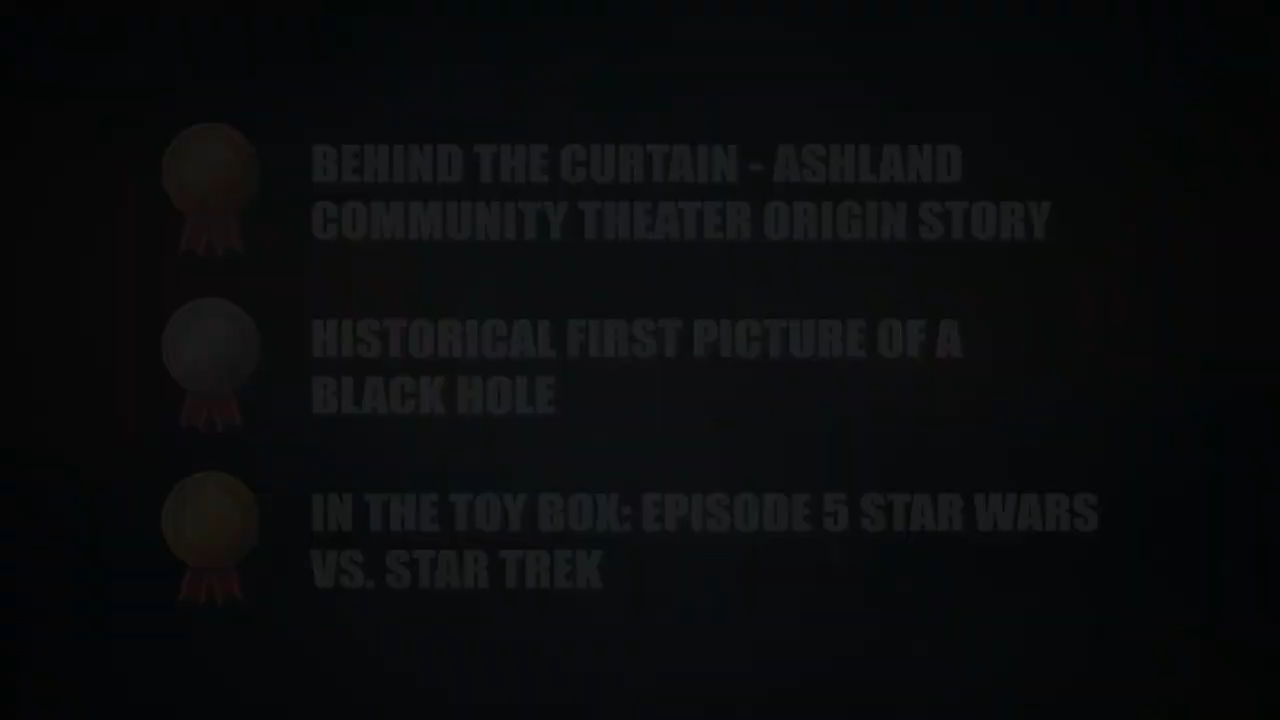 BEHIND THE CURTAIN - ASHLAND
COMMUNITY THEATER ORIGIN STORY
HISTORICAL FIRST PICTURE OF A
BLACK HOLE
IN THE TOY BOX: EPISODE 5 STAR WARS
VS. STAR TREK